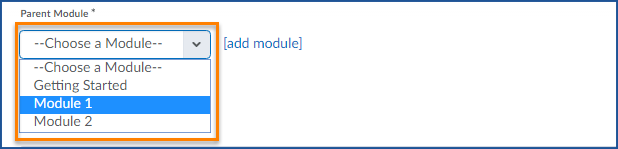 Parent Module *
--Choose a Module-- [add module]
--Choose a Module--
Getting Started
Module 1
Module 2